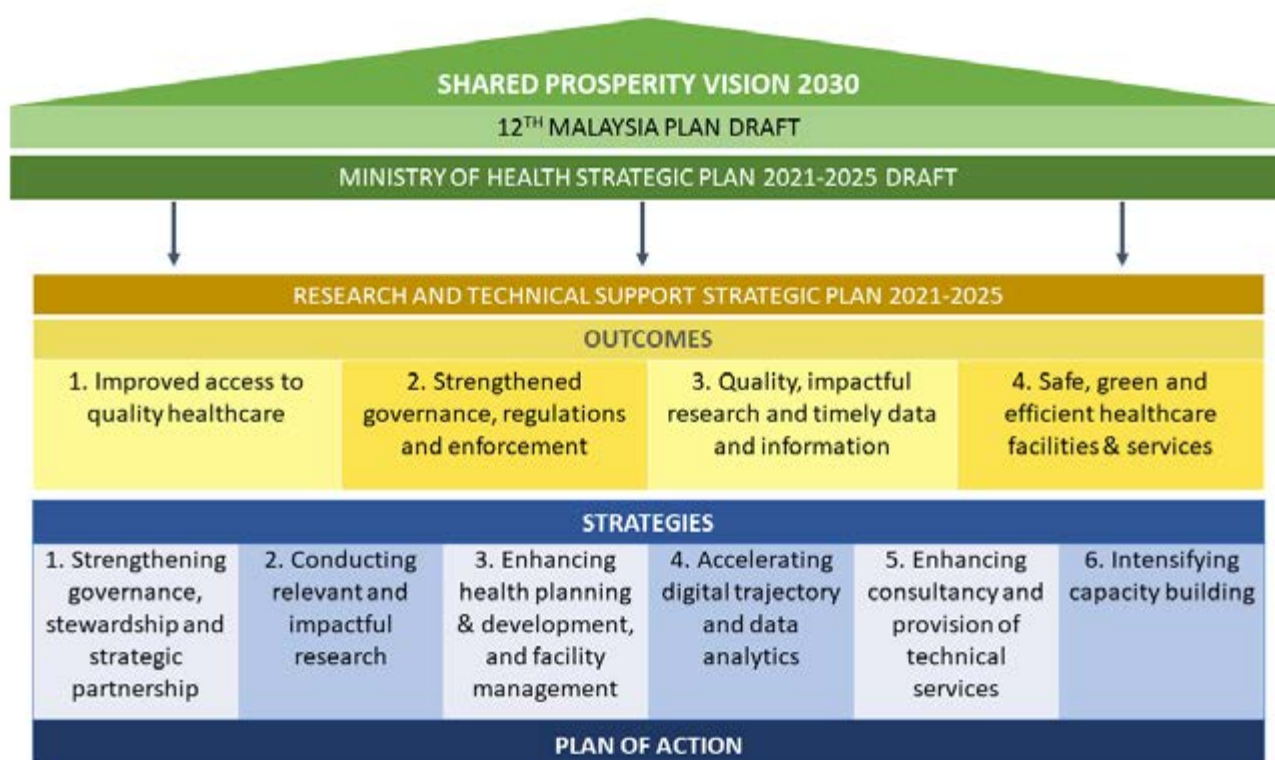 SHARED PROSPERITY VISION 2030
12TH MALAYSIA PLAN DRAFT
MINISTRY OF HEALTH STRATEGIC PLAN 2021-2025 DRAFT
RESEARCH AND TECHNICAL SUPPORT STRATEGIC PLAN 2021-2025
OUTCOMES
1. Improved access to
quality healthcare
2. Strengthened
governance, regulations
and enforcement
3. Quality, impactful
research and timely data
and information
4. Safe, green and
efficient healthcare
facilities & services
STRATEGIES
1. Strengthening
governance,
stewardship and
strategic
partnership
2. Conducting
relevant and
impactful
research
3. Enhancing
health planning
& development,
and facility
management
4. Accelerating
digital trajectory
and data
analytics
5. Enhancing
consultancy and
provision of
technical
services
6. Intensifying
capacity building
PLAN OF ACTION